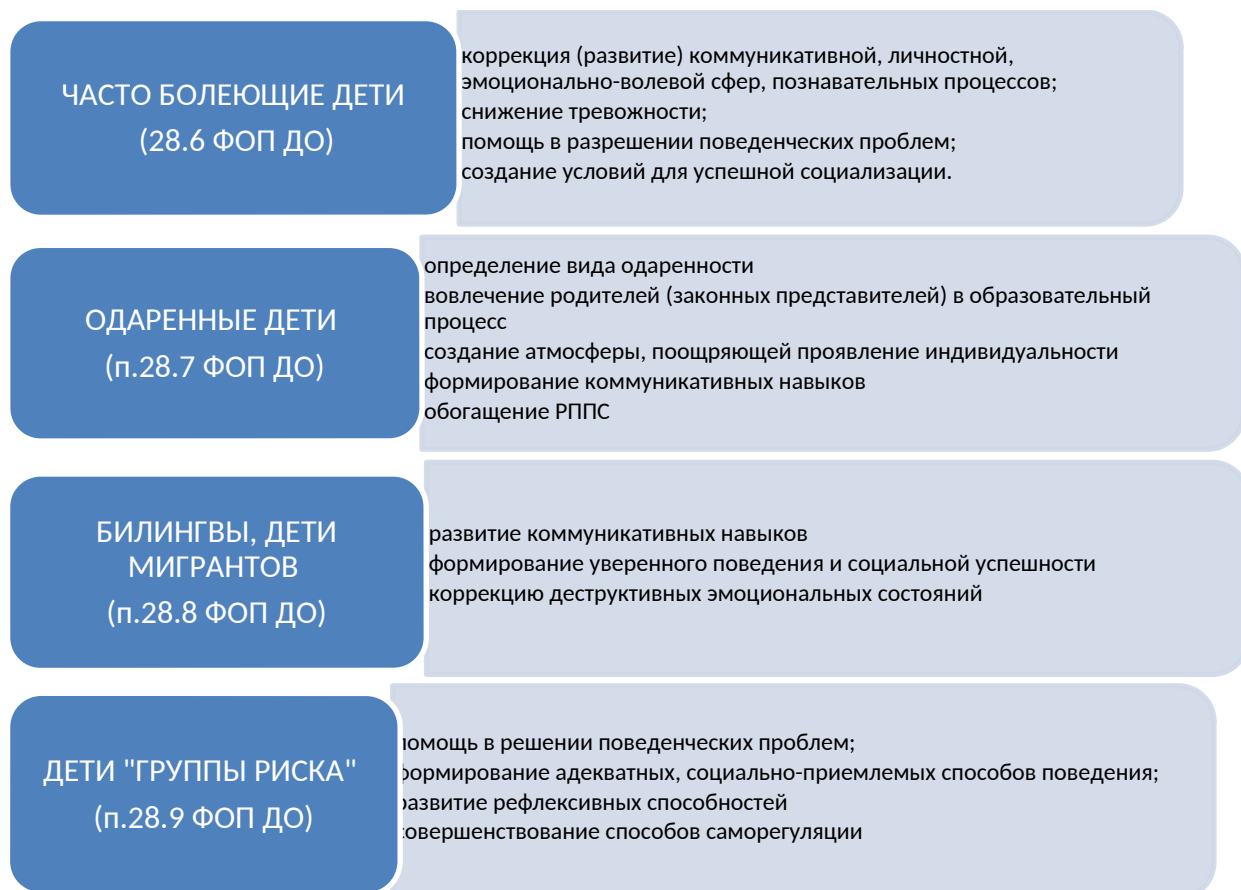 ЧАСТО БОЛЕЮЩИЕ ДЕТИ
(28.6 ФОП ДО)
коррекция (развитие) коммуникативной, личностной,
эмоционально-волевой сфер, познавательных процессов;
снижение тревожности;
помощь в разрешении поведенческих проблем;
создание условий для успешной социализации.
ОДАРЕННЫЕ ДЕТИ
(п.28.7 ФОП ДО)
определение вида одаренности
вовлечение родителей (законных представителей) в образовательный
процесс
создание атмосферы, поощряющей проявление индивидуальности
формирование коммуникативных навыков
обогащение РППС
БИЛИНГВЫ, ДЕТИ
МИГРАНТОВ
(п.28.8 ФОП ДО)
развитие коммуникативных навыков
формирование уверенного поведения и социальной успешности
коррекцию деструктивных эмоциональных состояний
ДЕТИ "ГРУППЫ РИСКА"
(п.28.9 ФОП ДО)
помощь в решении поведенческих проблем;
формирование адекватных, социально-приемлемых способов поведения;
развитие рефлексивных способностей
совершенствование способов саморегуляции